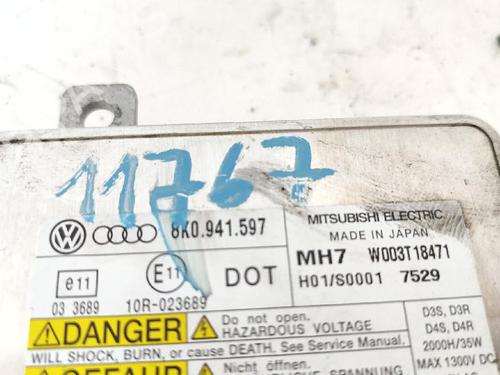 11767
8K0.941.597
MITSUBISHI ELECTRIC
MADE IN JAPAN
MH7 W003T18471
H01/S0001 7529
e11
03 3689
E11
10R-023689
DOT
DANGER
Do not open.
HAZARDOUS VOLTAGE
WILL SHOCK, BURN, or cause DEATH. See Service Manual.
D3S, D3R
D4S, D4R
2000H/35W
MAX 1300V DC
Nicht öffnen.